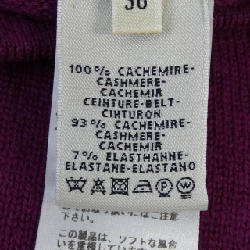 36
100% CACHEMIRE-
CASHMERE-
CACHEMIR
CEINTURE-BELT-
CINTURON
93% CACHEMIRE-
CASHMERE-
CACHEMIR
7% ELASTHANNE-
ELASTANE-ELASTANO
下さい。
この製品は、ソフトな風合